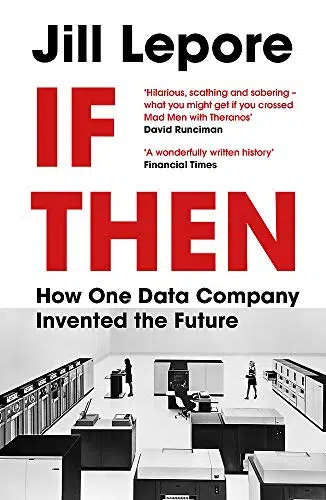 Jill Lepore
IF
‘Hilarious, scathing and sobering –
what you might get if you crossed
Mad Men with Theranos’
David Runciman
‘A wonderfully written history’
Financial Times
THEN
How One Data Company
Invented the Future